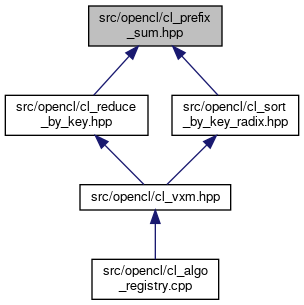 src/opencl/cl_prefix
_sum.hpp
src/opencl/cl_reduce
_by_key.hpp
src/opencl/cl_sort
_by_key_radix.hpp
src/opencl/cl_vxm.hpp
src/opencl/cl_algo
_registry.cpp